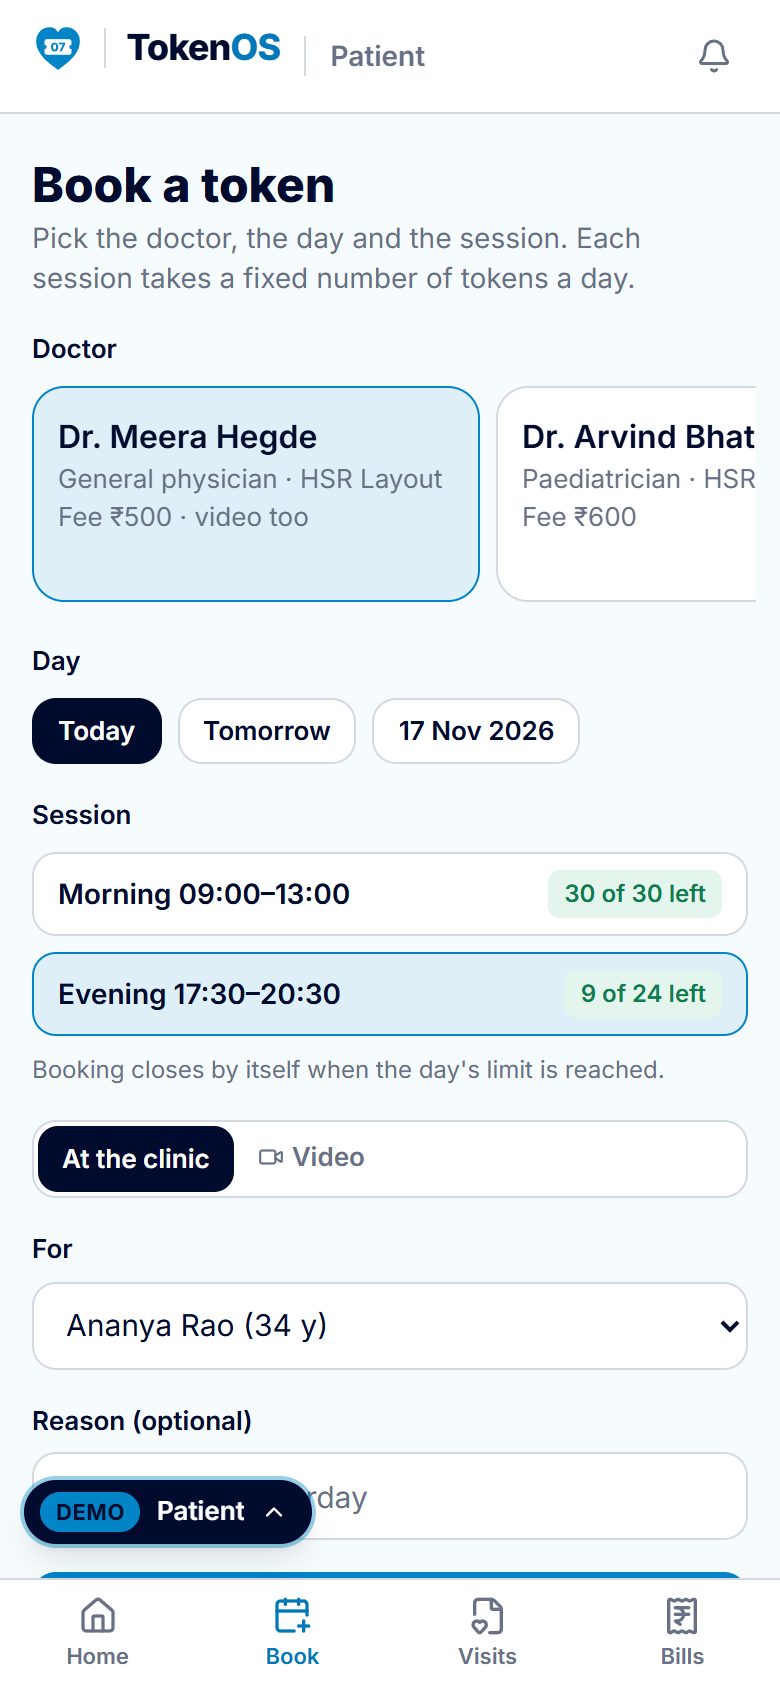 07
TokenOS
Patient
Book a token
Pick the doctor, the day and the session. Each
session takes a fixed number of tokens a day.
Doctor
Dr. Meera Hegde
General physician · HSR Layout
Fee ₹500 · video too
Dr. Arvind Bhat
Paediatrician · HSR
Fee ₹600
Day
Today
Tomorrow
17 Nov 2026
Session
Morning 09:00–13:00
30 of 30 left
Evening 17:30–20:30
9 of 24 left
Booking closes by itself when the day's limit is reached.
At the clinic
Video
For
Ananya Rao (34 y)
Reason (optional)
DEMO Patient
Home
Book
Visits
Bills